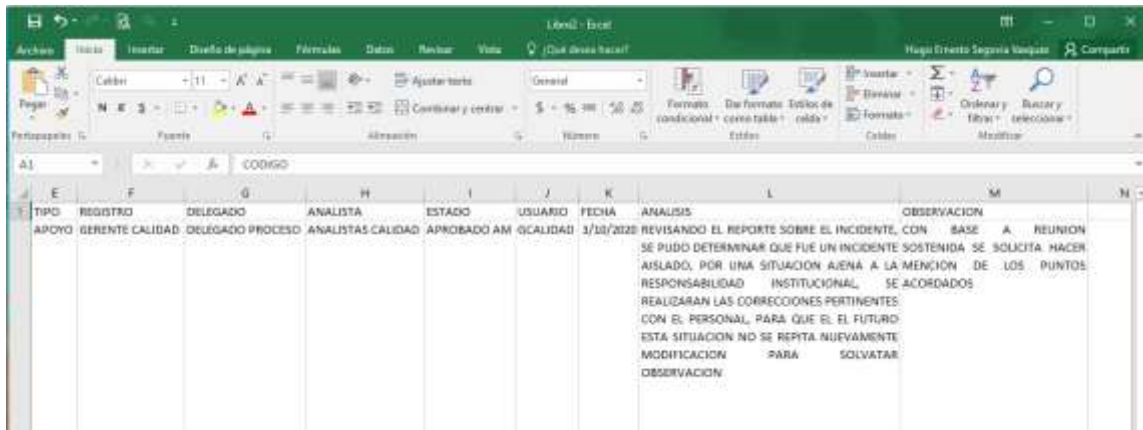 Libro2 - Excel
Archivo Inicio Insertar Diseño de página Fórmulas Datos Revisar Vista ¿Qué desea hacer? Hugo Ernesto Segovia Vasquez Compartir
Calibri 11 Ajustar texto General Insertar
Pegar N K S Combinar y centrar $ % Formato Dar formato Estilos de Eliminar Ordenar y Buscar y
condicional como tabla celda Formato filtrar seleccionar
Portapapeles Fuente Alineación Número Estilos Celdas Modificar
A1 fx CODIGO
E F G H I J K L M N
1 TIPO REGISTRO DELEGADO ANALISTA ESTADO USUARIO FECHA ANALISIS OBSERVACION
APOYO GERENTE CALIDAD DELEGADO PROCESO ANALISTAS CALIDAD APROBADO AM GCALIDAD 3/10/2020 REVISANDO EL REPORTE SOBRE EL INCIDENTE, CON BASE A REUNION
SE PUDO DETERMINAR QUE FUE UN INCIDENTE SOSTENIDA SE SOLICITA HACER
AISLADO, POR UNA SITUACION AJENA A LA MENCION DE LOS PUNTOS
RESPONSABILIDAD INSTITUCIONAL, SE ACORDADOS
REALIZARAN LAS CORRECCIONES PERTINENTES
CON EL PERSONAL, PARA QUE EL EL FUTURO
ESTA SITUACION NO SE REPITA NUEVAMENTE
MODIFICACION PARA SOLVATAR
OBSERVACION